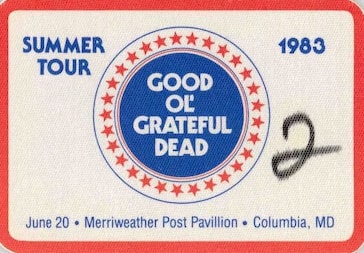 SUMMER TOUR
1983
GOOD
OL'
GRATEFUL
DEAD
2
June 20 • Merriweather Post Pavillion • Columbia, MD